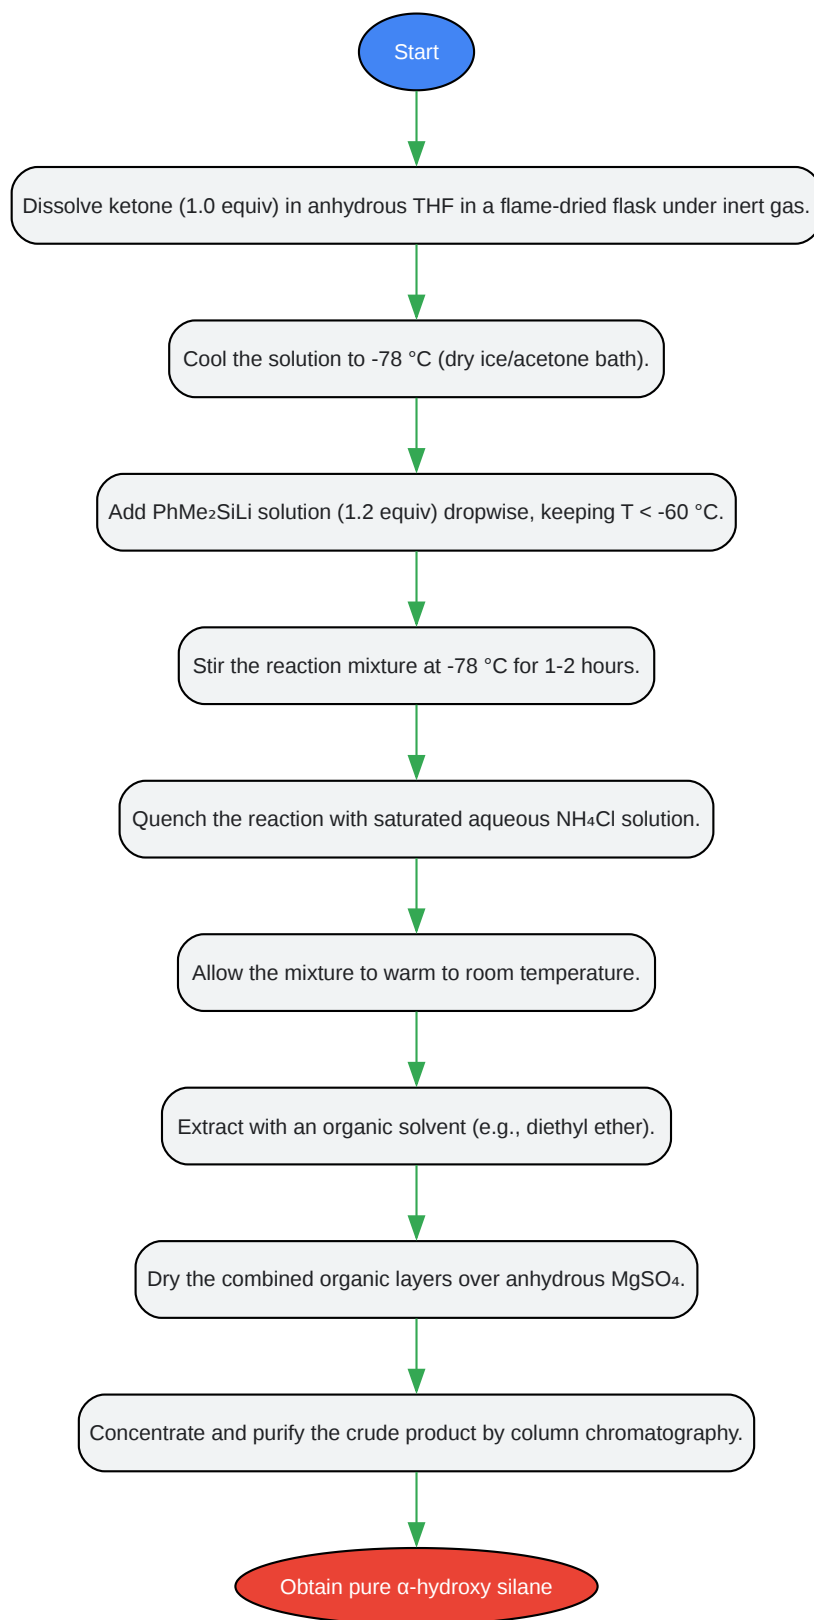 Start
Dissolve ketone (1.0 equiv) in anhydrous THF in a flame-dried flask under inert gas.
Cool the solution to -78 °C (dry ice/acetone bath).
Add PhMe₂SiLi solution (1.2 equiv) dropwise, keeping T < -60 °C.
Stir the reaction mixture at -78 °C for 1-2 hours.
Quench the reaction with saturated aqueous NH₄Cl solution.
Allow the mixture to warm to room temperature.
Extract with an organic solvent (e.g., diethyl ether).
Dry the combined organic layers over anhydrous MgSO₄.
Concentrate and purify the crude product by column chromatography.
Obtain pure α-hydroxy silane